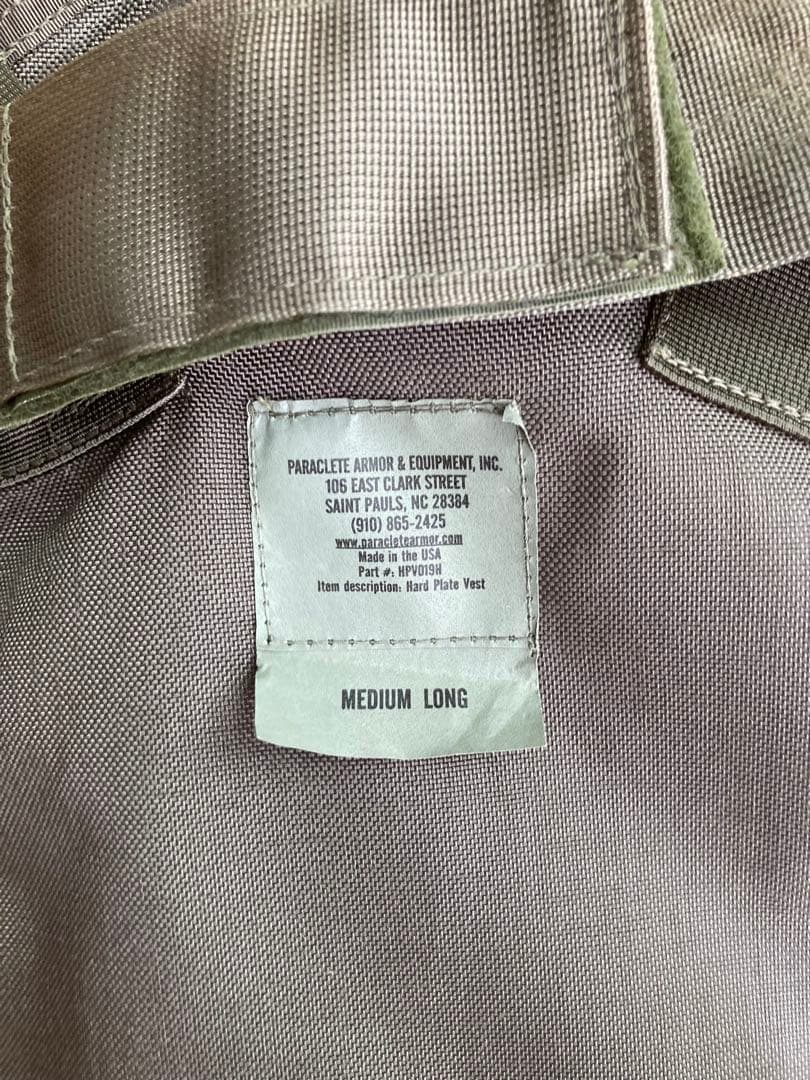 PARACLETE ARMOR & EQUIPMENT, INC.
106 EAST CLARK STREET
SAINT PAULS, NC 28384
(910) 865-2425
www.paracletearmor.com
Made in the USA
Part #: HPV019H
Item description: Hard Plate Vest
MEDIUM LONG